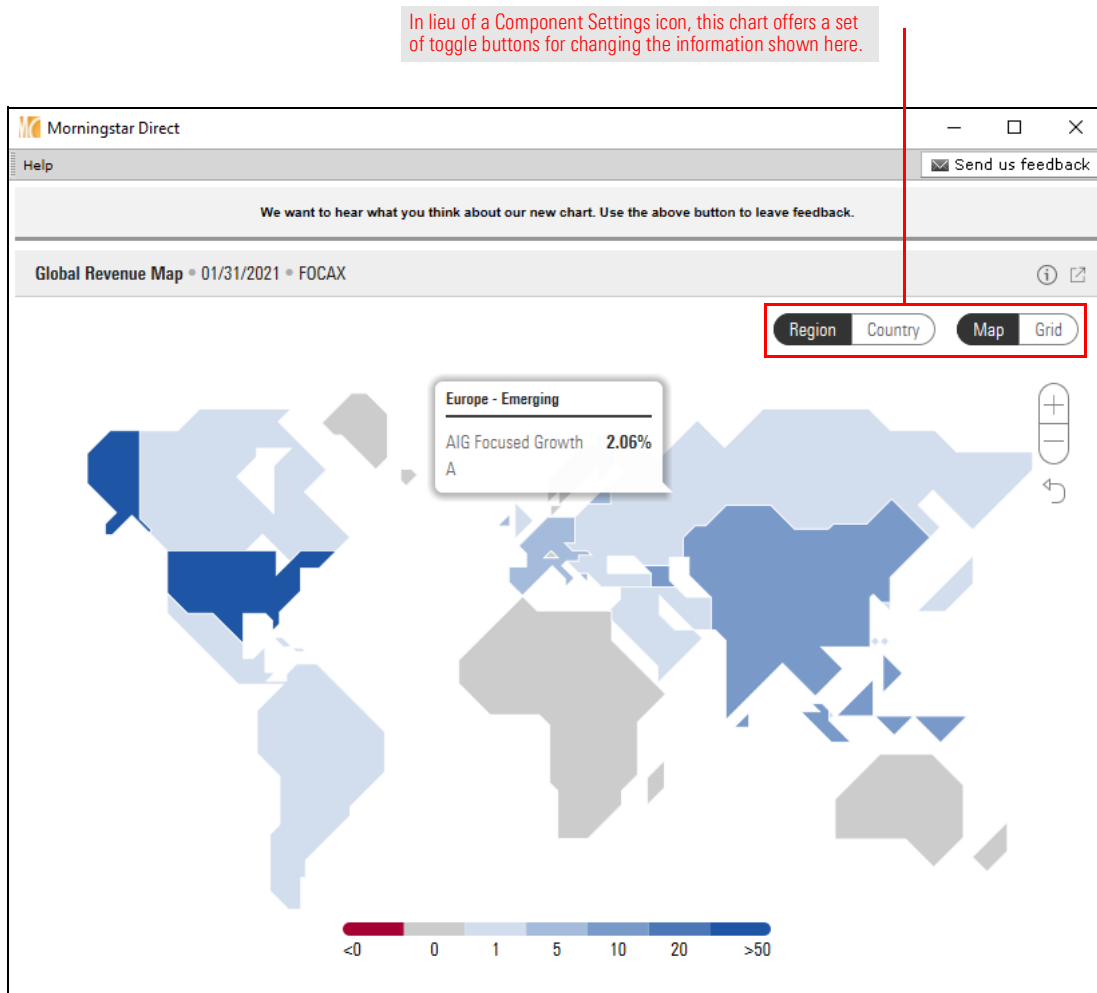 In lieu of a Component Settings icon, this chart offers a set
of toggle buttons for changing the information shown here.
Morningstar Direct
Help
Send us feedback
We want to hear what you think about our new chart. Use the above button to leave feedback.
Global Revenue Map • 01/31/2021 • FOCAX
Region Country Map Grid
Europe - Emerging
AIG Focused Growth 2.06%
A
<0 0 1 5 10 20 >50